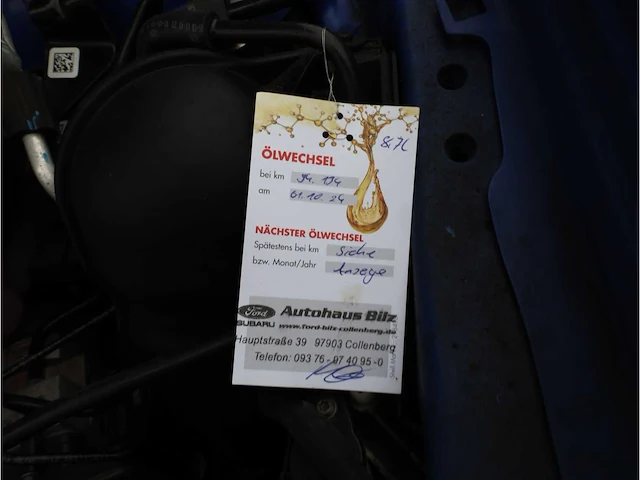 8,7L
ÖLWECHSEL
bei km 94.194
am 01.10.24
NÄCHSTER ÖLWECHSEL
Spätestens bei km Siehe
bzw. Monat/Jahr Anzeige
Ford Autohaus Bilz
SUBARU www.ford-bilz-collenberg.de
Hauptstraße 39 97903 Collenberg
Telefon: 093 76 - 97 40 95-0